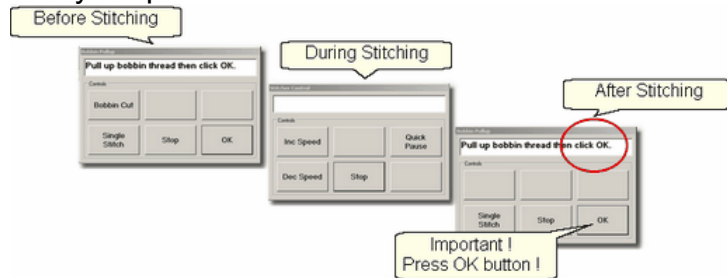 Before Stitching
Bobbin Pullup
Pull up bobbin thread then click OK.
Controls
Bobbin Cut
Single Stitch
Stop
OK
During Stitching
Stitching Control
Controls
Inc Speed
Quick Pause
Dec Speed
Stop
After Stitching
Bobbin Pullup
Pull up bobbin thread then click OK.
Controls
Single Stitch
Stop
OK
Important !
Press OK button !